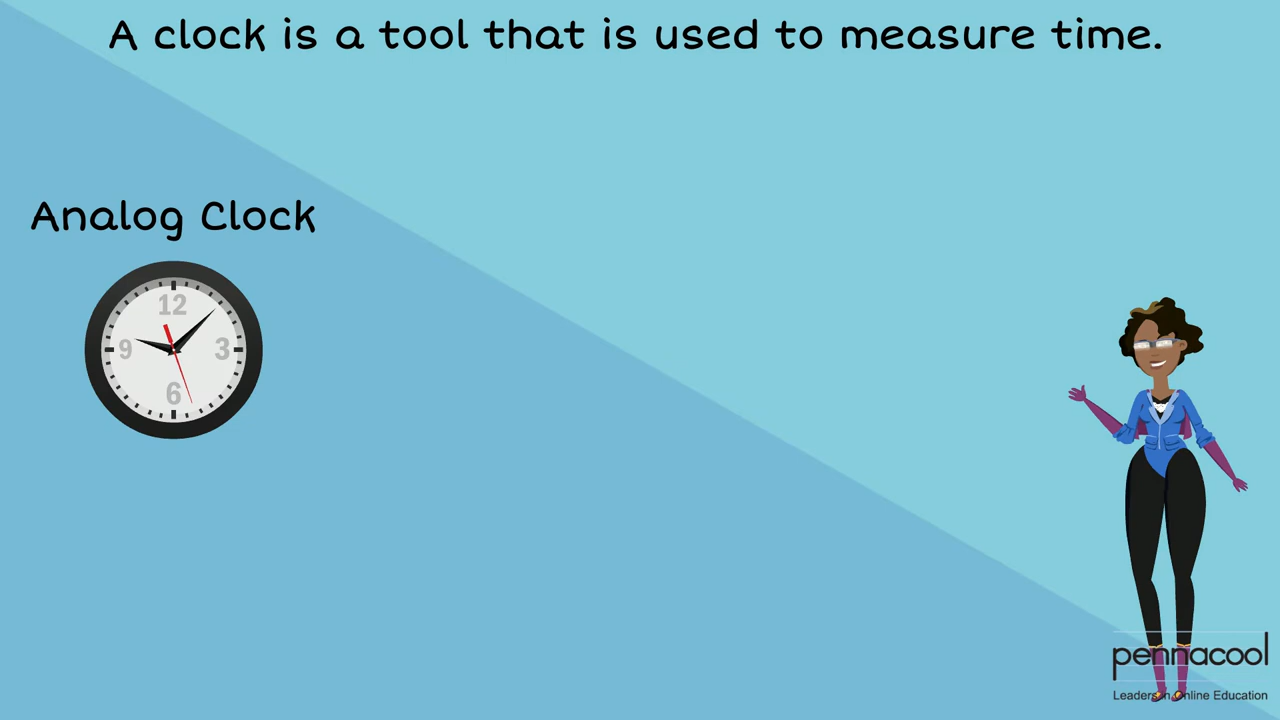 A clock is a tool that is used to measure time.
Analog Clock
12
9
3
6
pennacool
Leaders in Online Education